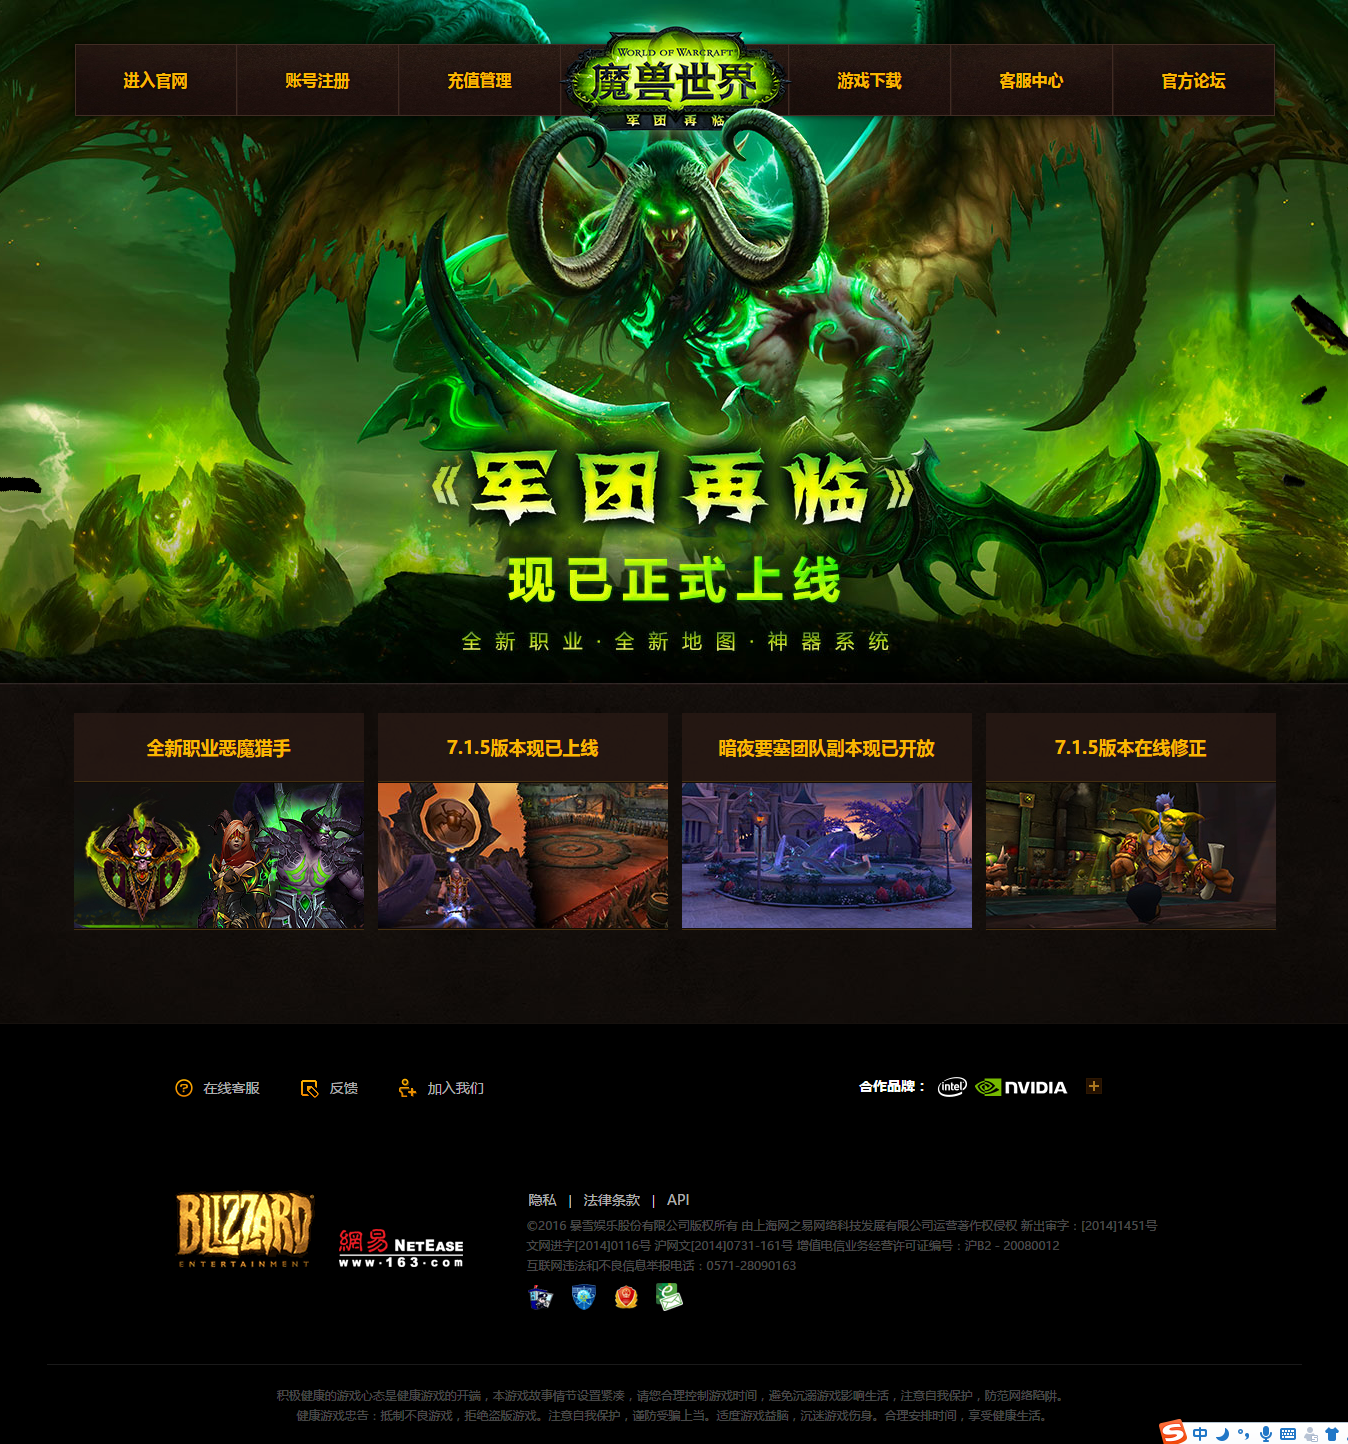 进入官网
账号注册
充值管理
WORLD OF WARCRAFT
魔兽世界
军团再临
游戏下载
客服中心
官方论坛
《军团再临》
现已正式上线
全新职业·全新地图·神器系统
全新职业恶魔猎手
7.1.5版本现已上线
暗夜要塞团队副本现已开放
7.1.5版本在线修正
在线客服
反馈
加入我们
合作品牌：
intel
NVIDIA
BLIZZARD
ENTERTAINMENT
網易 NETEASE
www.163.com
隐私 | 法律条款 | API
©2016 暴雪娱乐股份有限公司版权所有 由上海网之易网络科技发展有限公司运营著作权侵权 新出审字：[2014]1451号
文网进字[2014]0116号 沪网文[2014]0731-161号 增值电信业务经营许可证编号：沪B2 - 20080012
互联网违法和不良信息举报电话：0571-28090163
积极健康的游戏心态是健康游戏的开端，本游戏故事情节设置紧凑，请您合理控制游戏时间，避免沉溺游戏影响生活，注意自我保护，防范网络陷阱。
健康游戏忠告：抵制不良游戏，拒绝盗版游戏。注意自我保护，谨防受骗上当。适度游戏益脑，沉迷游戏伤身。合理安排时间，享受健康生活。
S 中